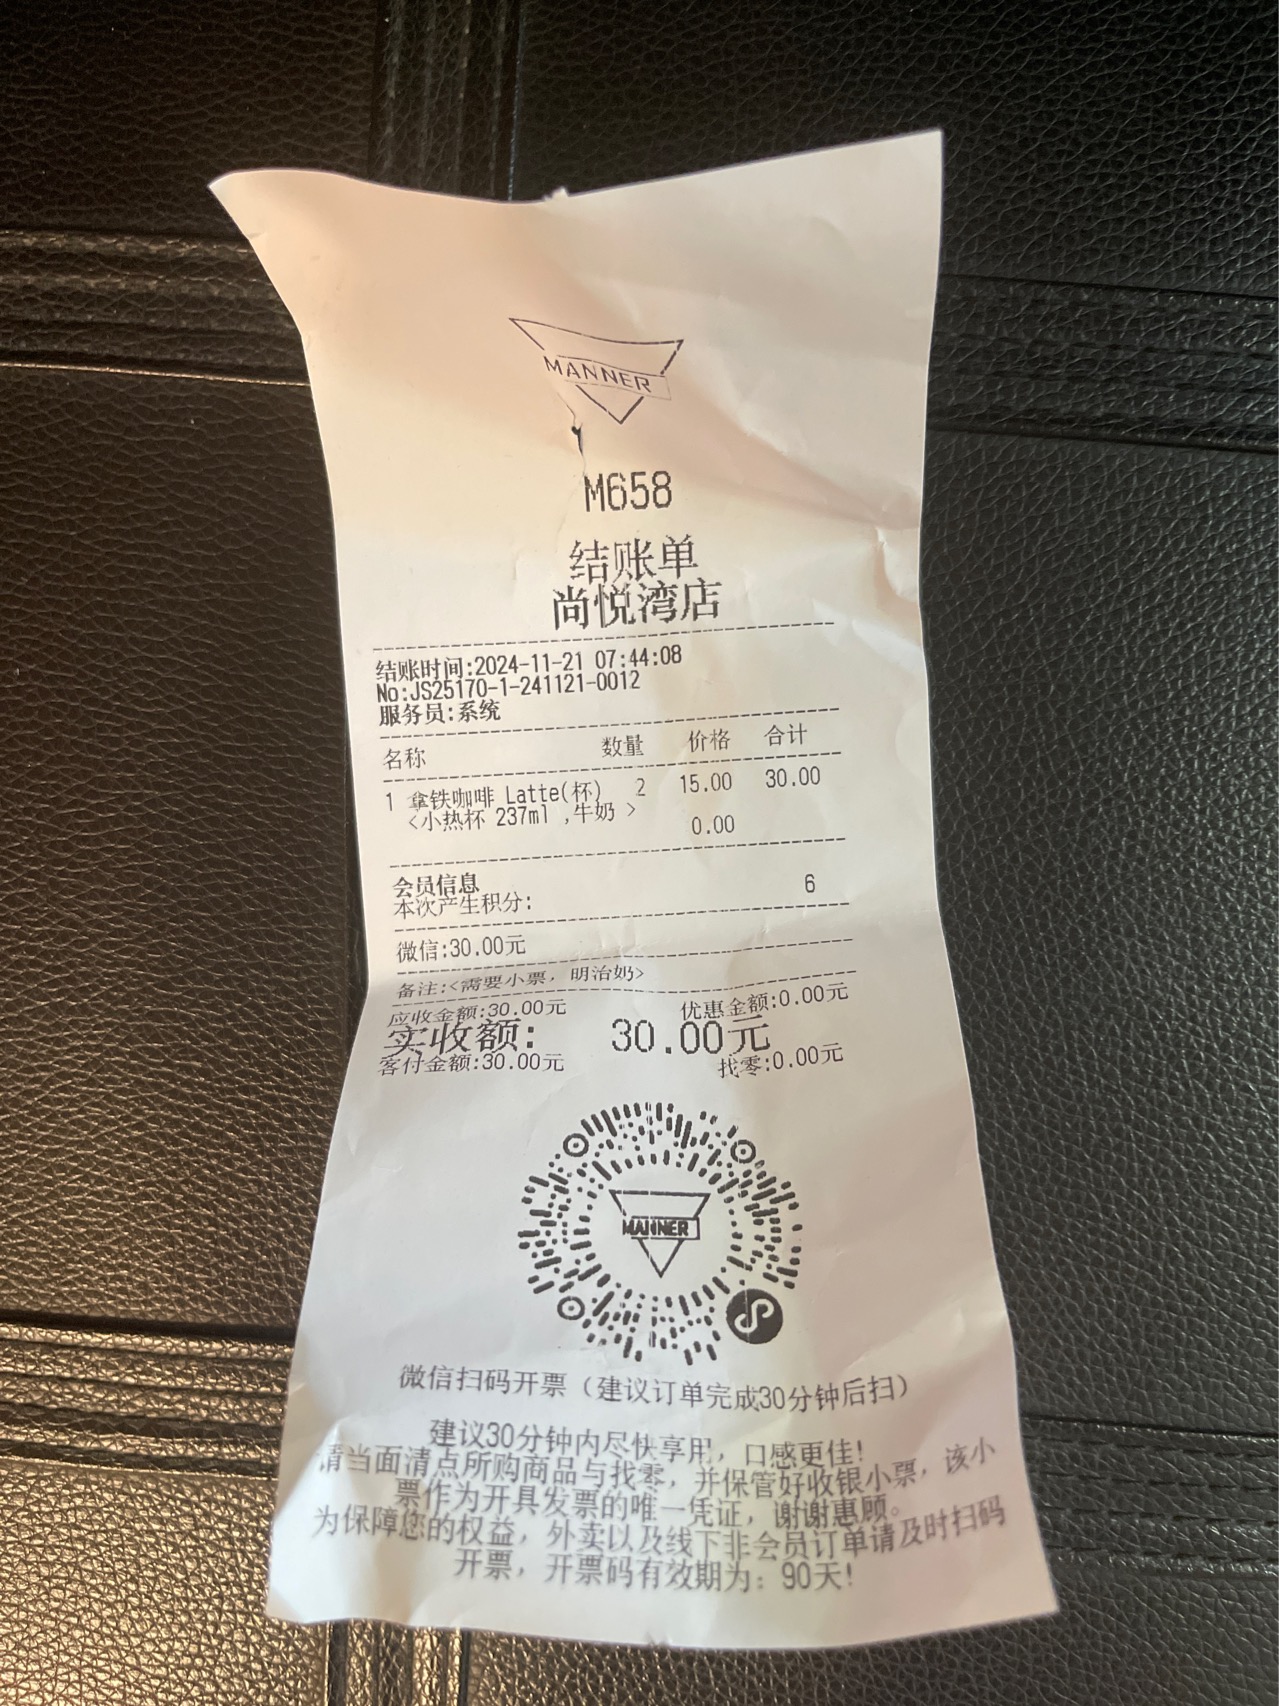 MANNER
M658
结账单
尚悦湾店
结账时间:2024-11-21 07:44:08
No:JS25170-1-241121-0012
服务员:系统
名称 数量 价格 合计
1 拿铁咖啡 Latte(杯) 2 15.00 30.00
<小热杯 237ml ,牛奶 > 0.00
会员信息
本次产生积分: 6
微信:30.00元
备注:<需要小票, 明治奶>
应收金额:30.00元 优惠金额:0.00元
实收额: 30.00元
客付金额:30.00元 找零:0.00元
MANNER
微信扫码开票（建议订单完成30分钟后扫）
建议30分钟内尽快享用，口感更佳!
请当面清点所购商品与找零，并保管好收银小票，该小
票作为开具发票的唯一凭证，谢谢惠顾。
为保障您的权益，外卖以及线下非会员订单请及时扫码
开票，开票码有效期为：90天!